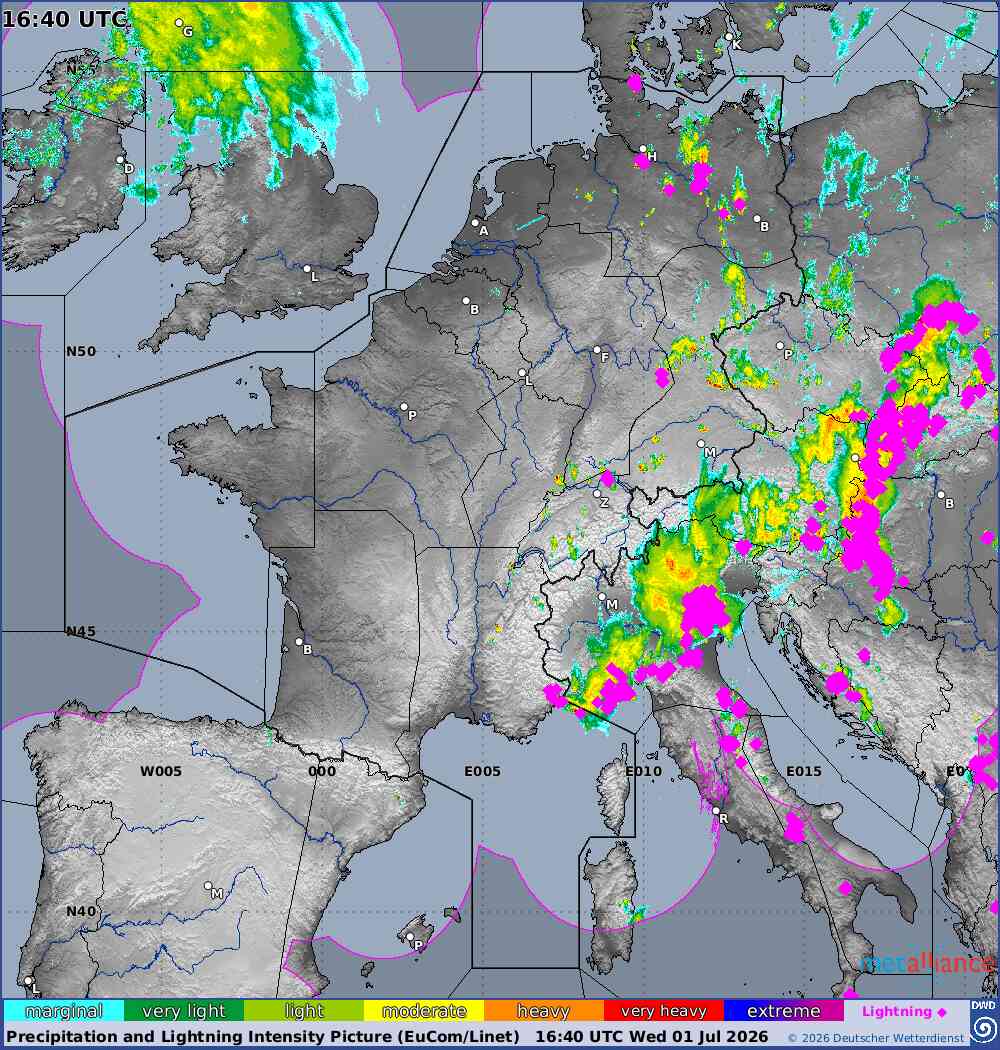 16:40 UTC
G
K
N55
D
H
A
B
L
B
N50
F
P
L
P
M
B
Z
M
N45
B
W005
000
E005
E010
E015
E0
R
M
N40
P
L
metalliance
marginal very light light moderate heavy very heavy extreme Lightning
DWD
Precipitation and Lightning Intensity Picture (EuCom/Linet) 16:40 UTC Wed 01 Jul 2026 © 2026 Deutscher Wetterdienst